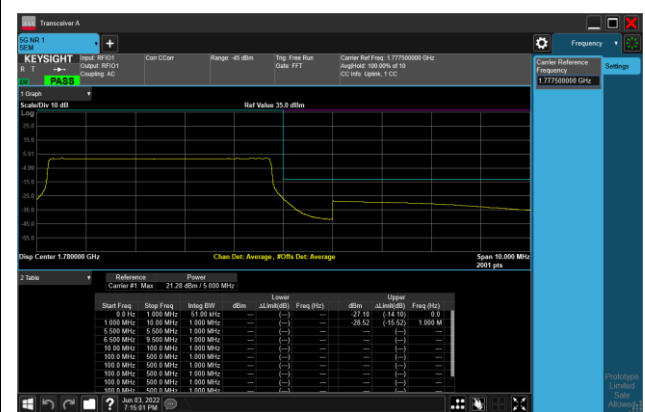 Transceiver A
5G NR 1
SEM
+
Frequency
KEYSIGHT
R T
PASS
Input: RFIO1
Output: RFIO1
Coupling: AC
Corr CCorr
Range: -45 dBm
Trig: Free Run
Gate: FFT
Carrier Ref Freq: 1.777500000 GHz
Avg|Hold: 100.00% of 10
CC Info: Uplink, 1 CC
Carrier Reference
Frequency
1.777500000 GHz
Settings
1 Graph
Scale/Div 10 dB
Ref Value 35.0 dBm
Log
25.0
15.0
5.01
-4.99
-15.0
-25.0
-35.0
-45.0
-55.0
Disp Center 1.780000 GHz
Chan Det: Average , #Offs Det: Average
Span 10.000 MHz
2001 pts
2 Table
Reference Power
Carrier #1 Max 21.28 dBm / 5.000 MHz
Lower Upper
Start Freq Stop Freq Integ BW dBm ΔLimit(dB) Freq (Hz) dBm ΔLimit(dB) Freq (Hz)
0.0 Hz 1.000 MHz 51.00 kHz --- (---) --- -27.10 (-14.10) 0.0
1.000 MHz 10.00 MHz 1.000 MHz --- (---) --- -28.52 (-15.52) 1.000 M
5.500 MHz 5.500 MHz 1.000 MHz --- (---) --- --- (---) ---
6.500 MHz 9.500 MHz 1.000 MHz --- (---) --- --- (---) ---
10.00 MHz 100.0 MHz 1.000 MHz --- (---) --- --- (---) ---
100.0 MHz 500.0 MHz 1.000 MHz --- (---) --- --- (---) ---
100.0 MHz 500.0 MHz 1.000 MHz --- (---) --- --- (---) ---
100.0 MHz 500.0 MHz 1.000 MHz --- (---) --- --- (---) ---
100.0 MHz 500.0 MHz 1.000 MHz --- (---) --- --- (---) ---
?
Jun 03, 2022
7:15:01 PM
Prototype
Limited
Sale
Allowed